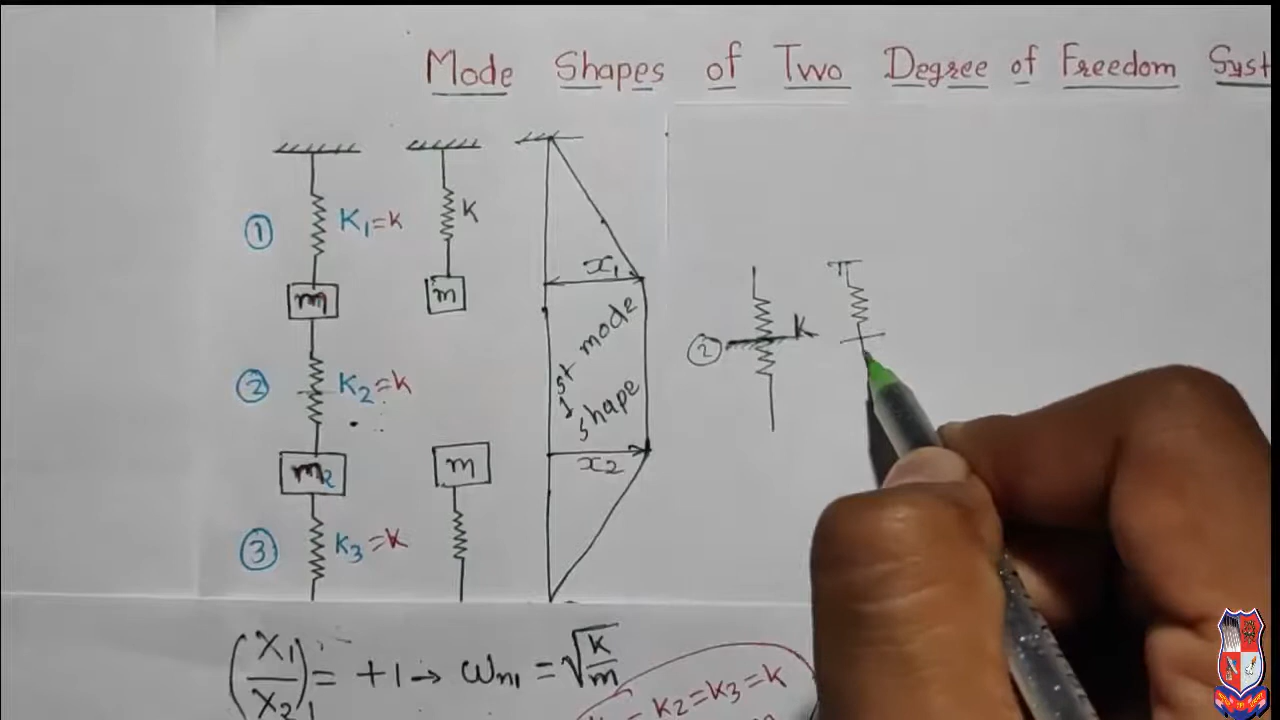 Mode Shapes of Two Degree of Freedom Syst
① K₁=k
m₁
K
m
x₁
1st mode shape
② K₂=k
m₂
m
x₂
② K
③ K₃=k
(X₁/X₂)₁ = +1 → ωn₁ = √(k/m)
K₂=K₃=K